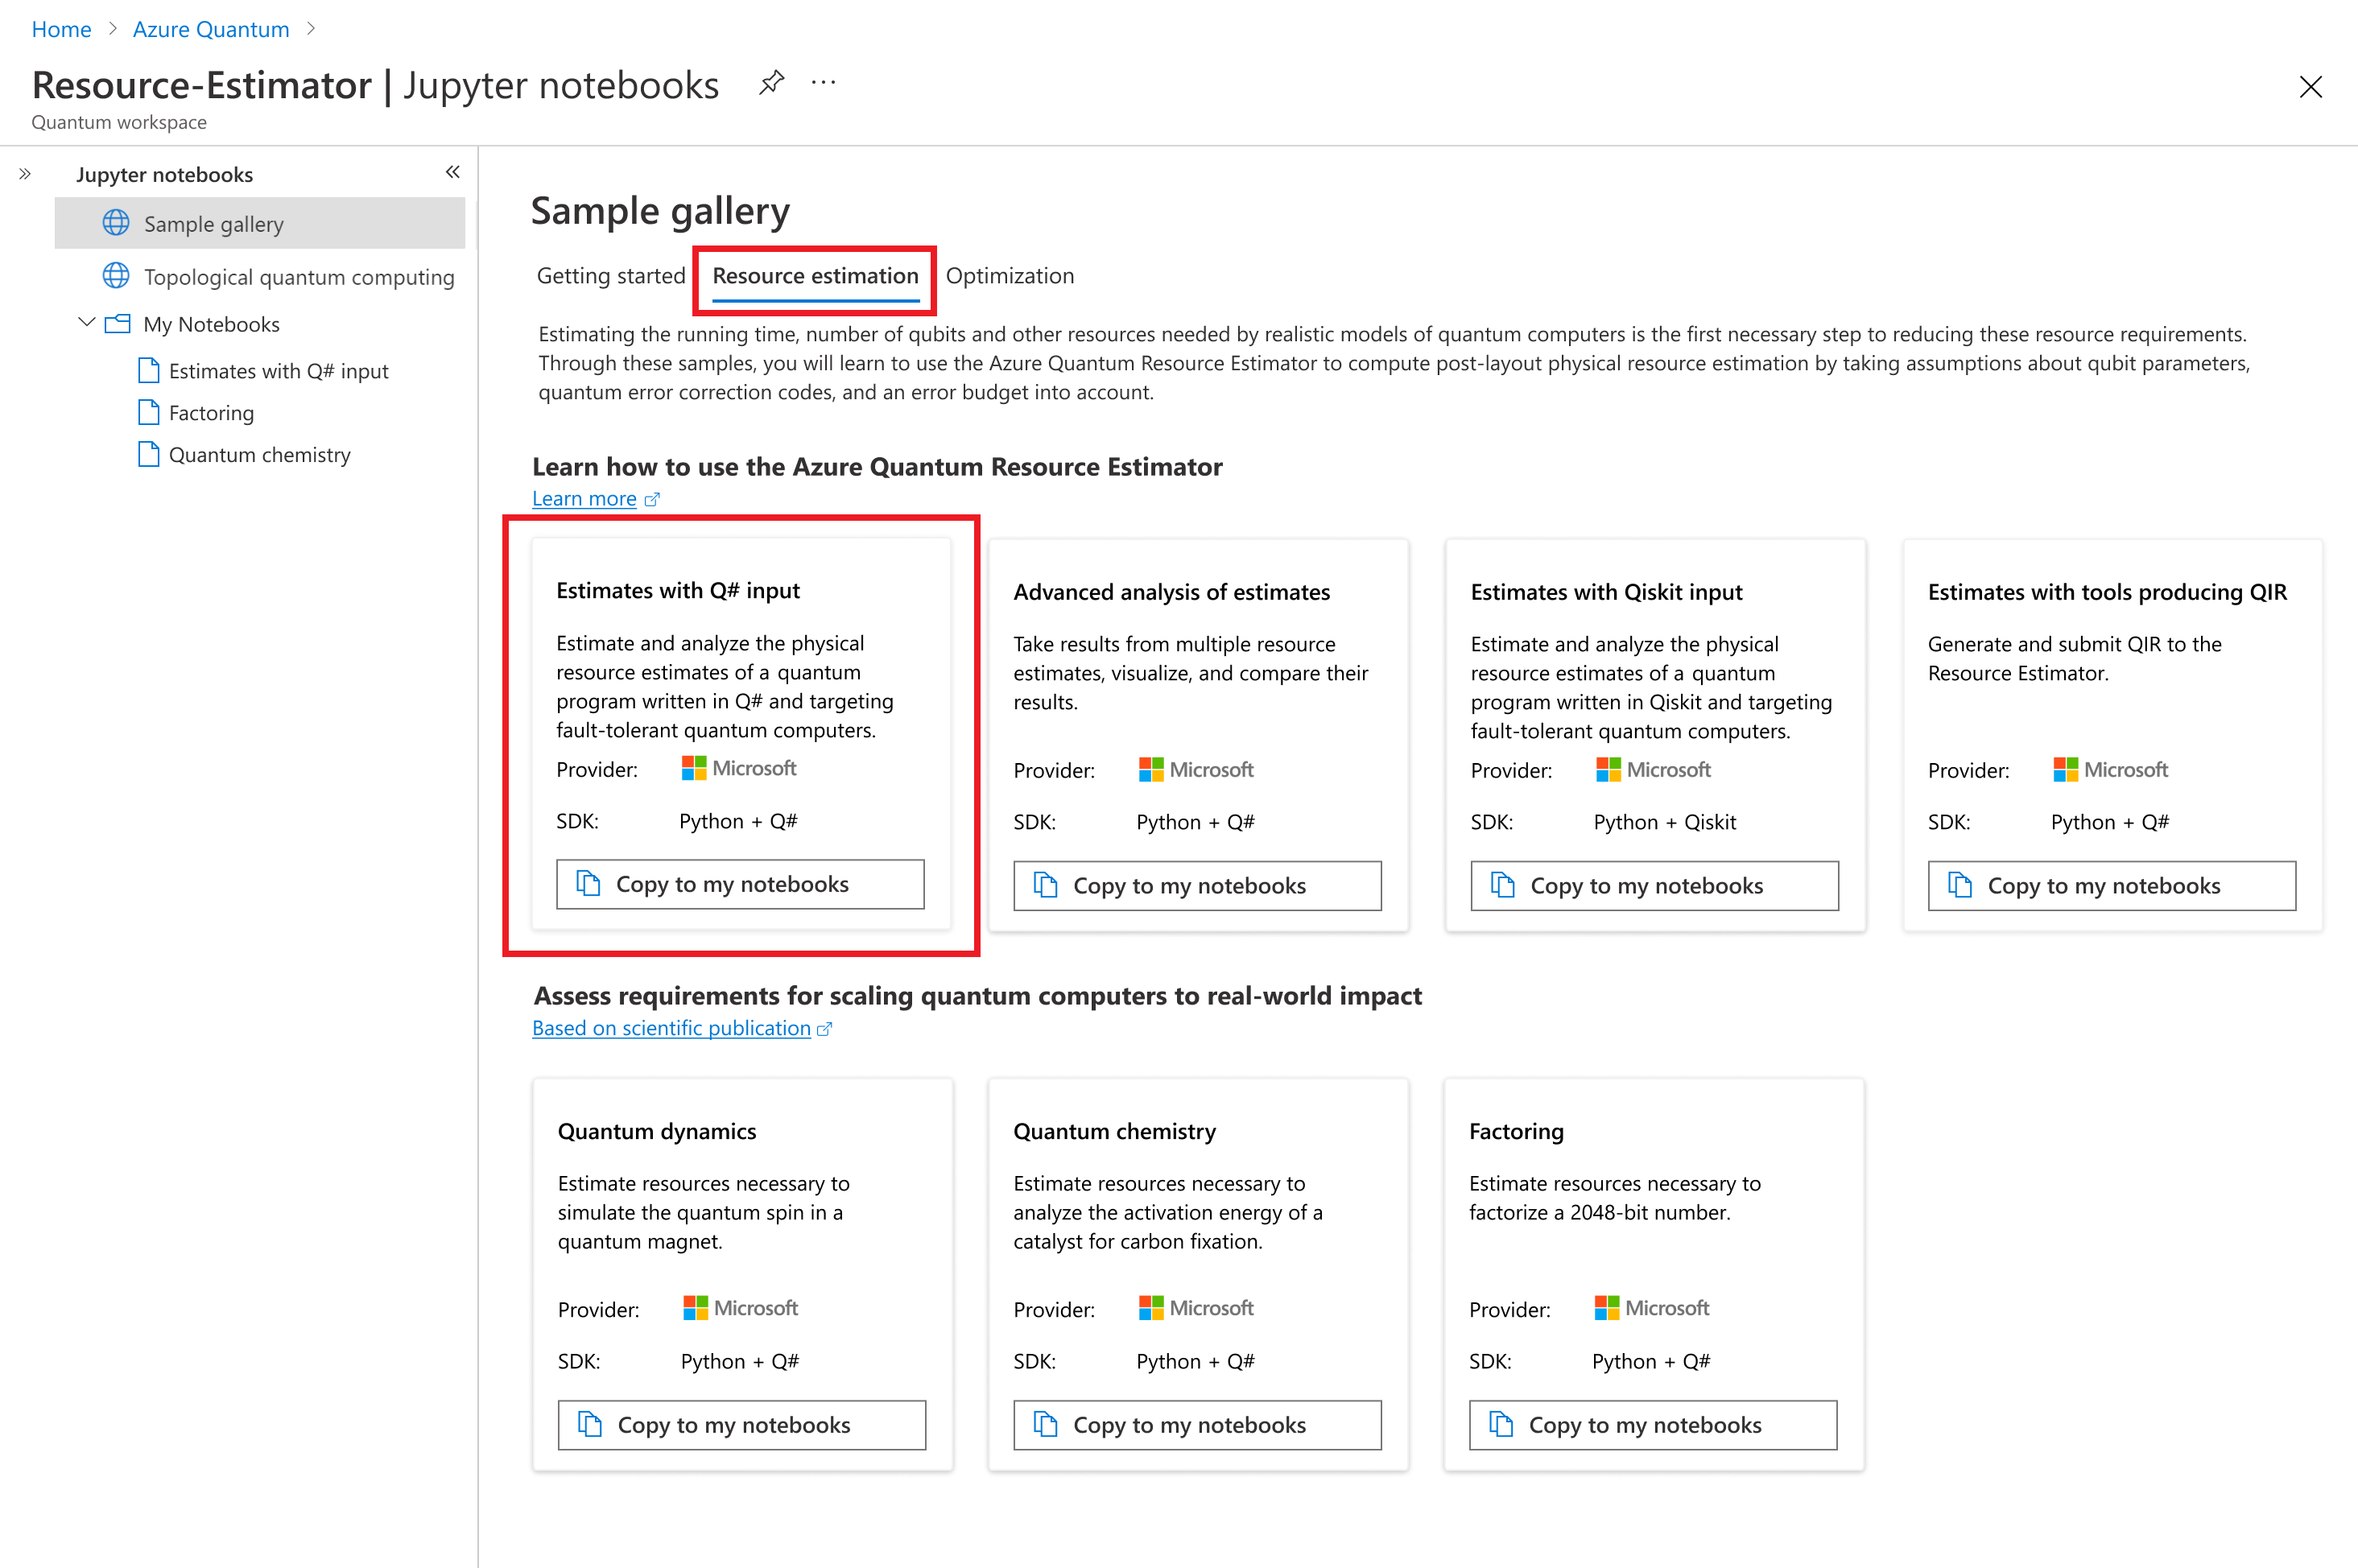 Home > Azure Quantum >
Resource-Estimator | Jupyter notebooks ...
Quantum workspace
Jupyter notebooks
Sample gallery
Topological quantum computing
My Notebooks
Estimates with Q# input
Factoring
Quantum chemistry
Sample gallery
Getting started Resource estimation Optimization
Estimating the running time, number of qubits and other resources needed by realistic models of quantum computers is the first necessary step to reducing these resource requirements.
Through these samples, you will learn to use the Azure Quantum Resource Estimator to compute post-layout physical resource estimation by taking assumptions about qubit parameters,
quantum error correction codes, and an error budget into account.
Learn how to use the Azure Quantum Resource Estimator
Learn more
Estimates with Q# input
Estimate and analyze the physical
resource estimates of a quantum
program written in Q# and targeting
fault-tolerant quantum computers.
Provider: Microsoft
SDK: Python + Q#
Copy to my notebooks
Advanced analysis of estimates
Take results from multiple resource
estimates, visualize, and compare their
results.
Provider: Microsoft
SDK: Python + Q#
Copy to my notebooks
Estimates with Qiskit input
Estimate and analyze the physical
resource estimates of a quantum
program written in Qiskit and targeting
fault-tolerant quantum computers.
Provider: Microsoft
SDK: Python + Qiskit
Copy to my notebooks
Estimates with tools producing QIR
Generate and submit QIR to the
Resource Estimator.
Provider: Microsoft
SDK: Python + Q#
Copy to my notebooks
Assess requirements for scaling quantum computers to real-world impact
Based on scientific publication
Quantum dynamics
Estimate resources necessary to
simulate the quantum spin in a
quantum magnet.
Provider: Microsoft
SDK: Python + Q#
Copy to my notebooks
Quantum chemistry
Estimate resources necessary to
analyze the activation energy of a
catalyst for carbon fixation.
Provider: Microsoft
SDK: Python + Q#
Copy to my notebooks
Factoring
Estimate resources necessary to
factorize a 2048-bit number.
Provider: Microsoft
SDK: Python + Q#
Copy to my notebooks